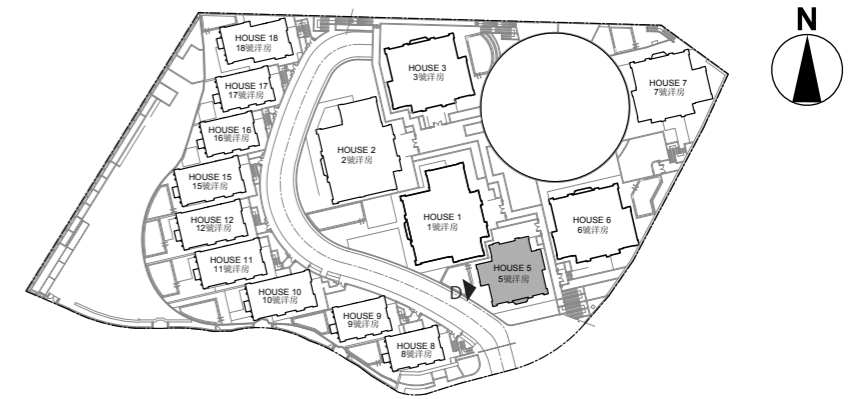 N
HOUSE 18
18號洋房
HOUSE 17
17號洋房
HOUSE 16
16號洋房
HOUSE 15
15號洋房
HOUSE 12
12號洋房
HOUSE 11
11號洋房
HOUSE 10
10號洋房
HOUSE 9
9號洋房
HOUSE 8
8號洋房
HOUSE 3
3號洋房
HOUSE 2
2號洋房
HOUSE 1
1號洋房
HOUSE 5
5號洋房
D
HOUSE 6
6號洋房
HOUSE 7
7號洋房